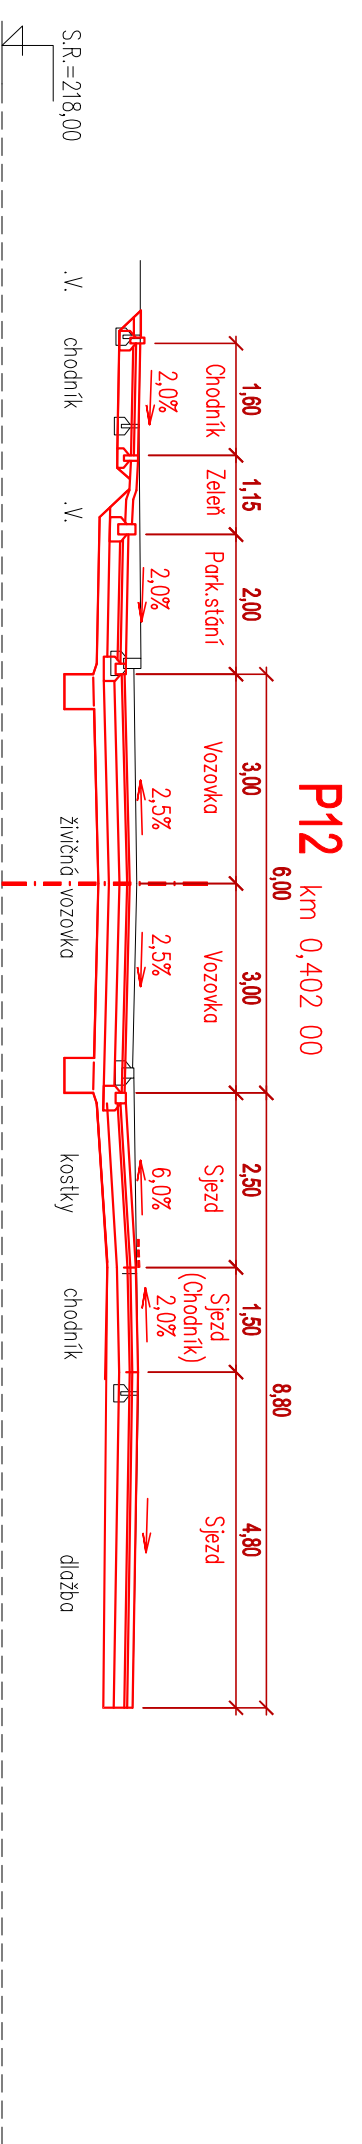 P12 km 0,402 00
6,00
8,80
1,60
1,15
2,00
3,00
3,00
2,50
1,50
4,80
Chodník
Zeleň
Park.stání
Vozovka
Vozovka
Sjezd
Sjezd
(Chodník)
Sjezd
2,0%
2,0%
2,5%
2,5%
6,0%
2,0%
S.R.=218,00
.V.
chodník
.V.
živičná vozovka
kostky
chodník
dlažba